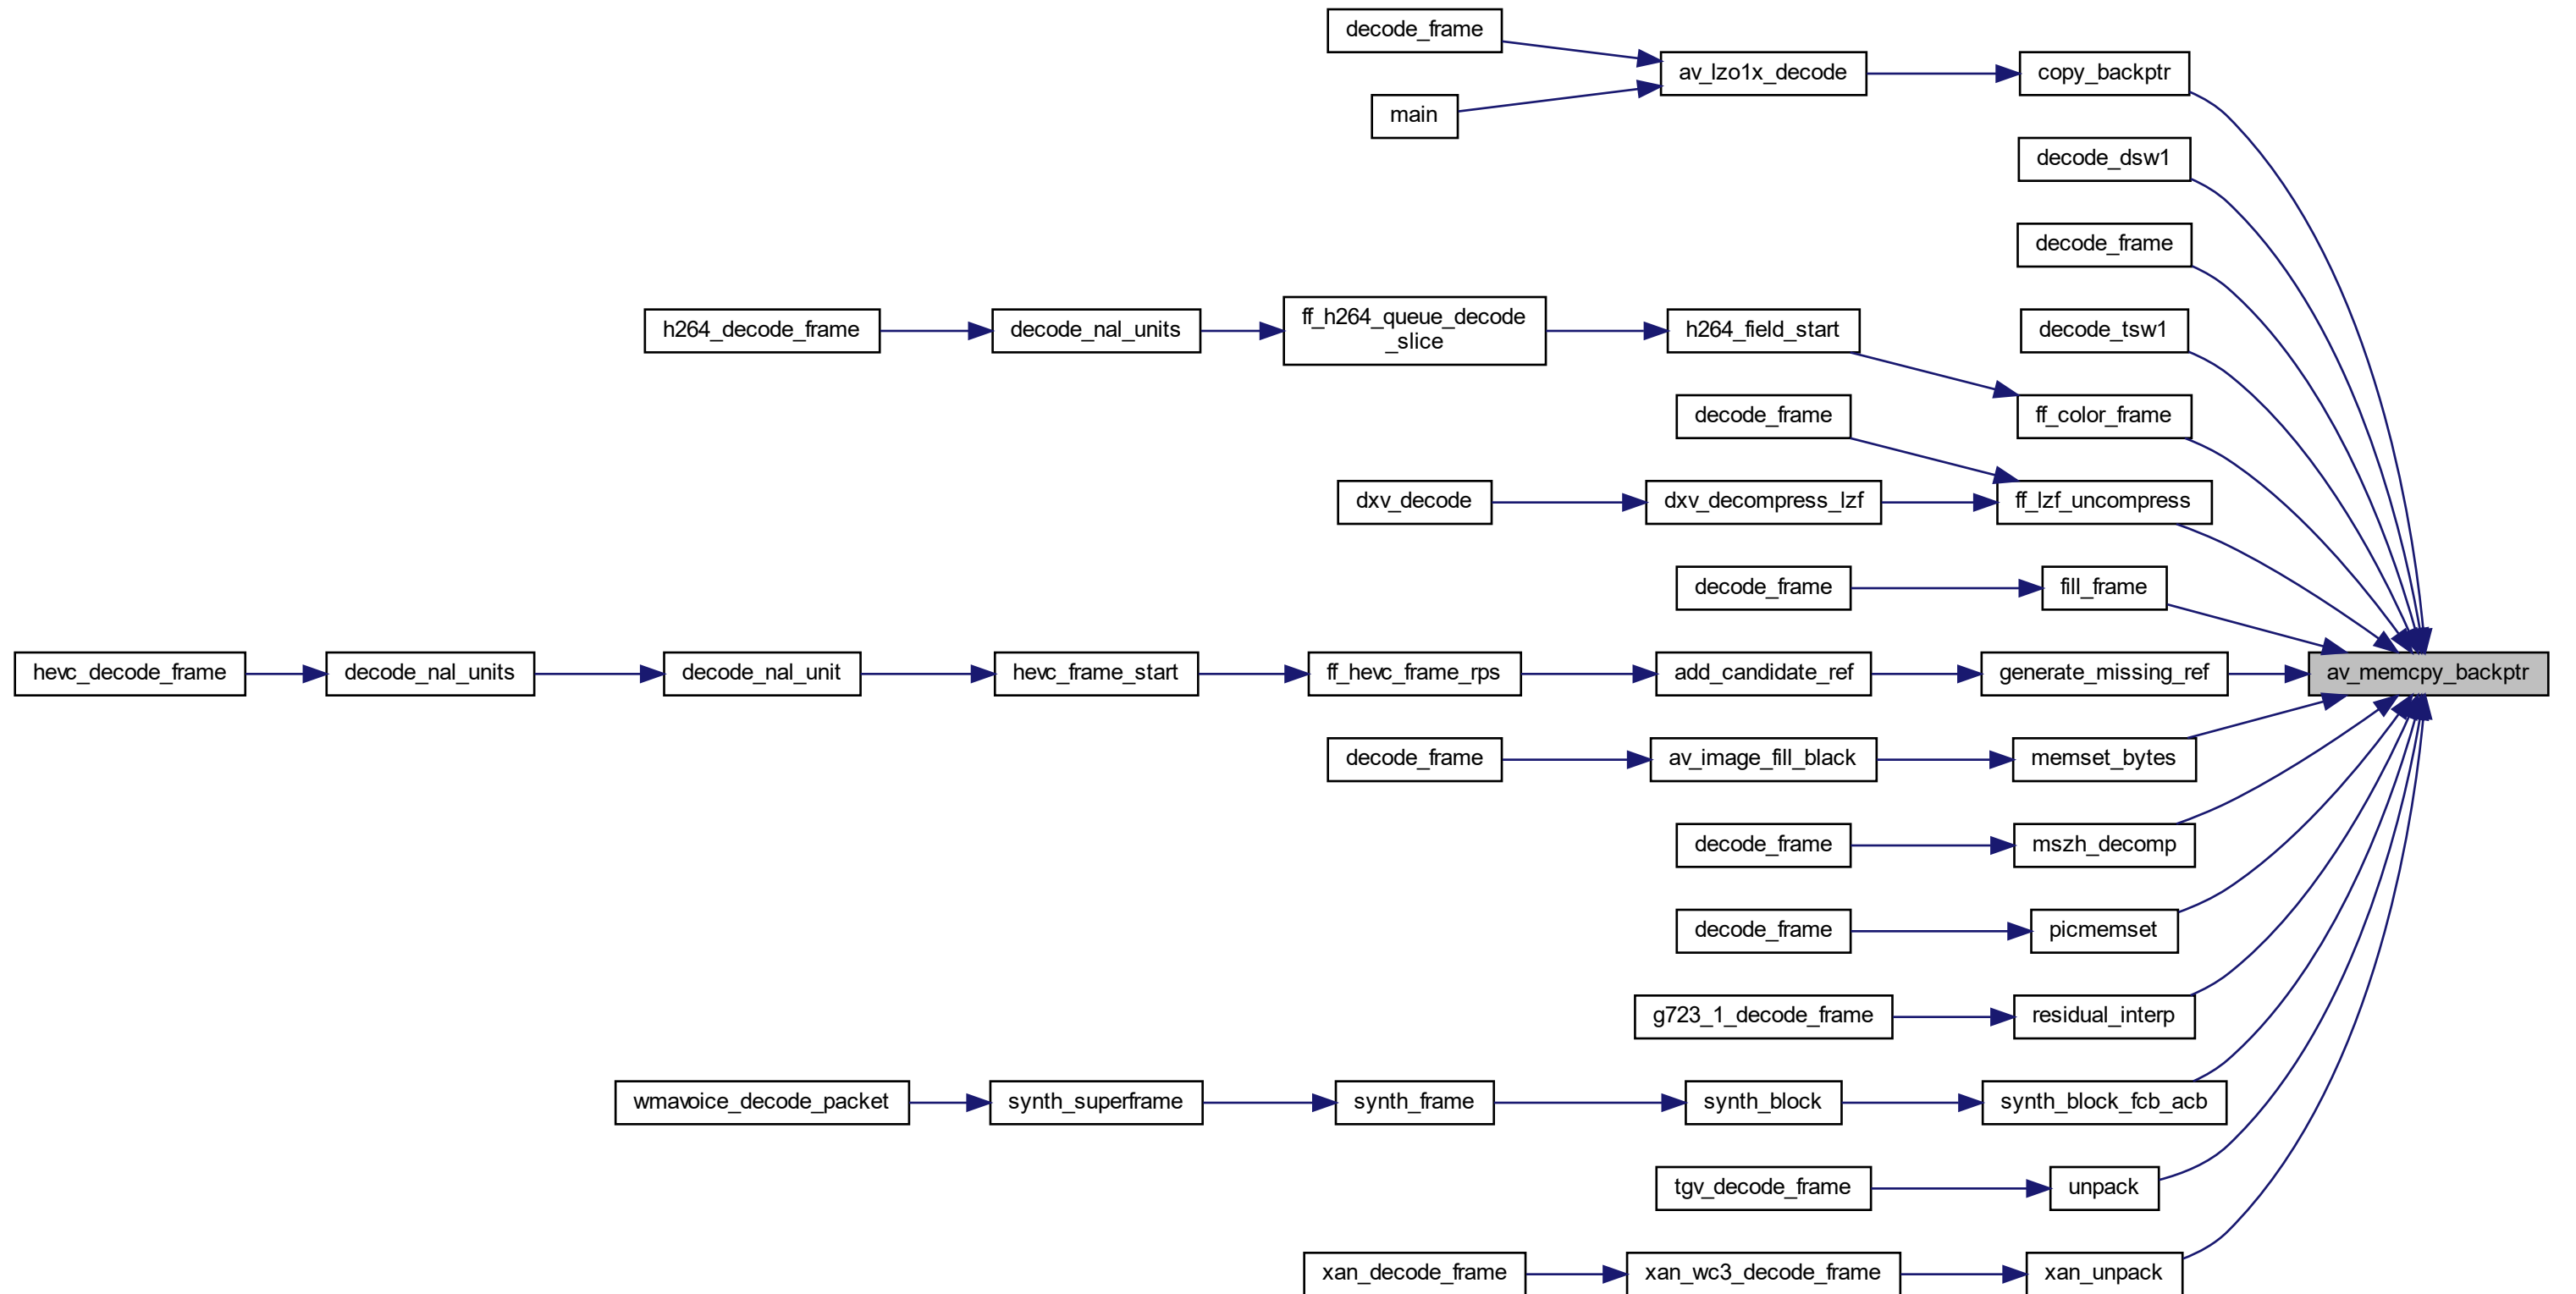 decode_frame
av_lzo1x_decode
copy_backptr
main
decode_dsw1
decode_frame
h264_decode_frame
decode_nal_units
ff_h264_queue_decode
_slice
h264_field_start
decode_tsw1
decode_frame
ff_color_frame
dxv_decode
dxv_decompress_lzf
ff_lzf_uncompress
decode_frame
fill_frame
hevc_decode_frame
decode_nal_units
decode_nal_unit
hevc_frame_start
ff_hevc_frame_rps
add_candidate_ref
generate_missing_ref
av_memcpy_backptr
decode_frame
av_image_fill_black
memset_bytes
decode_frame
mszh_decomp
decode_frame
picmemset
g723_1_decode_frame
residual_interp
wmavoice_decode_packet
synth_superframe
synth_frame
synth_block
synth_block_fcb_acb
tgv_decode_frame
unpack
xan_decode_frame
xan_wc3_decode_frame
xan_unpack